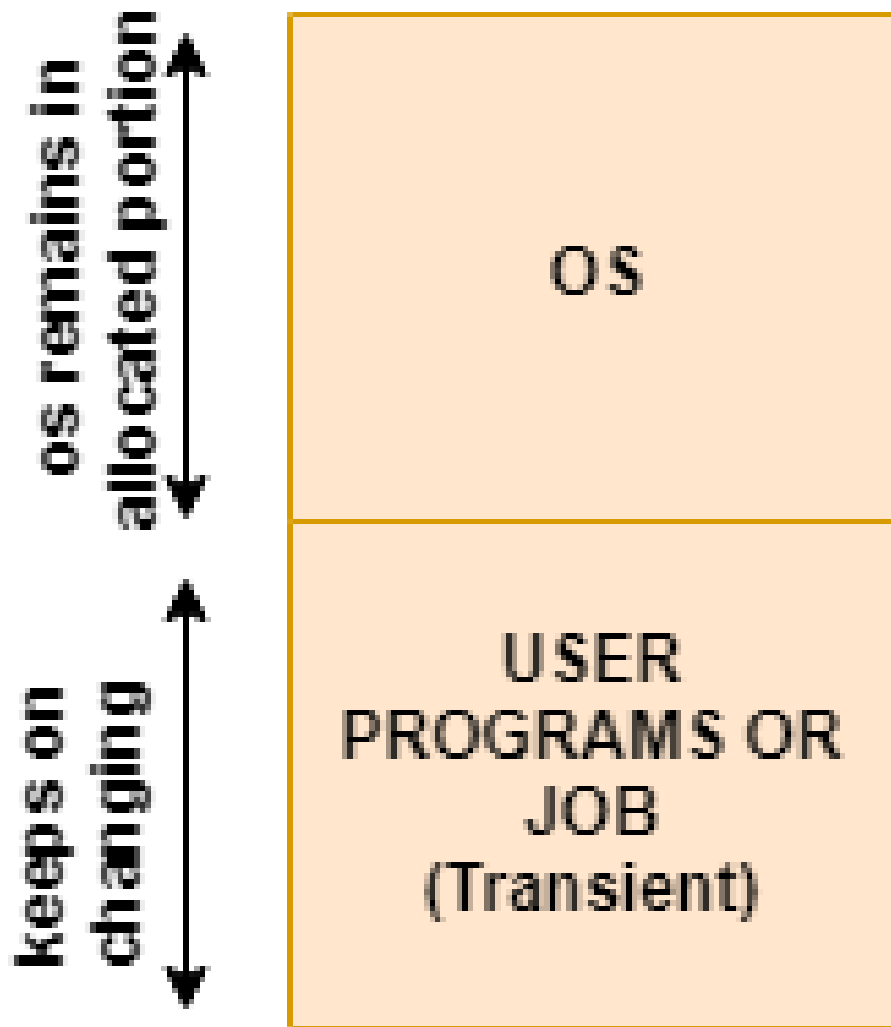 os remains in
allocated portion
OS
keeps on
changing
USER
PROGRAMS OR
JOB
(Transient)